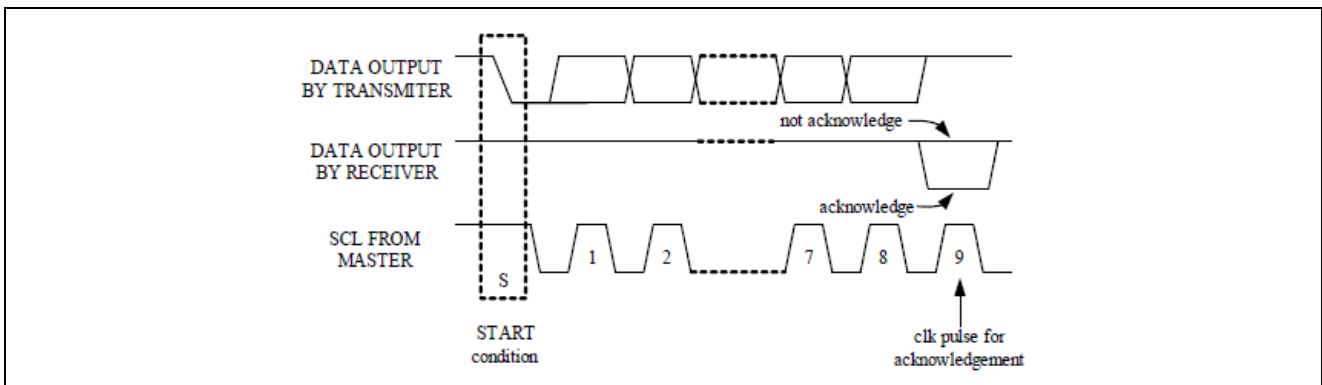 DATA OUTPUT
BY TRANSMITER
not acknowledge
DATA OUTPUT
BY RECEIVER
acknowledge
SCL FROM
MASTER
1
2
7
8
9
S
START
condition
clk pulse for
acknowledgement